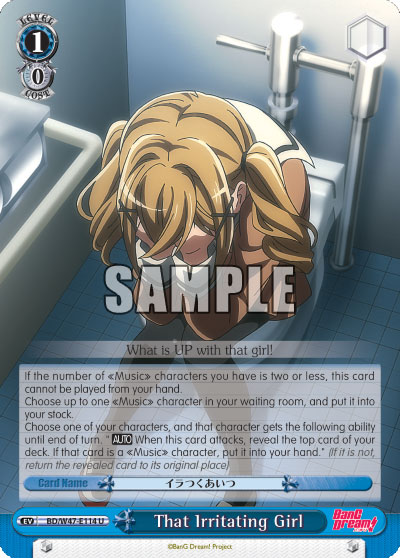 LEVEL
1
0
COST
SAMPLE
What is UP with that girl!
If the number of «Music» characters you have is two or less, this card
cannot be played from your hand.
Choose up to one «Music» character in your waiting room, and put it into
your stock.
Choose one of your characters, and that character gets the following ability
until end of turn. "AUTO When this card attacks, reveal the top card of your
deck. If that card is a «Music» character, put it into your hand." (If it is not,
return the revealed card to its original place)
Card Name イラつくあいつ
EV BD/W47-E114 U That Irritating Girl BanG Dream!
©BanG Dream! Project